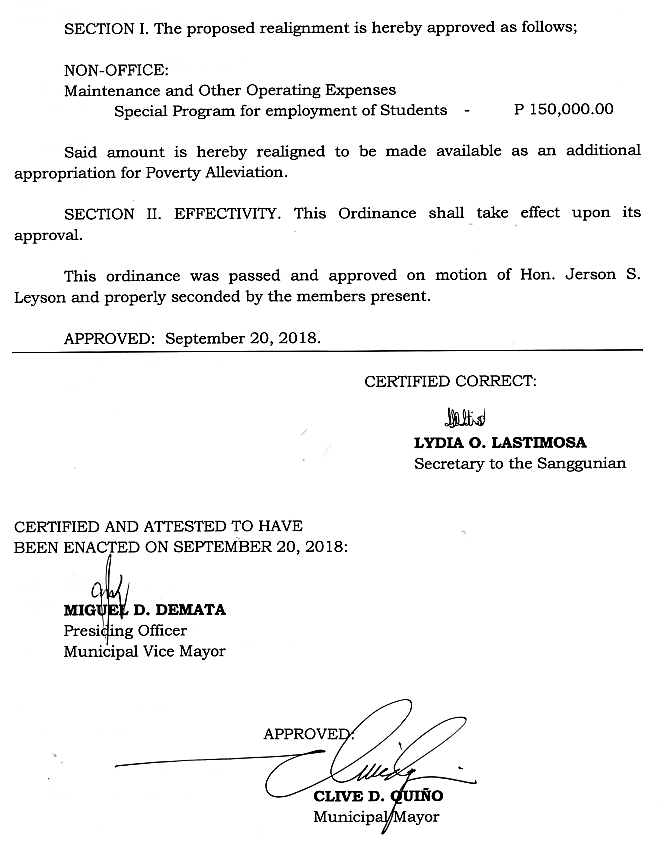 SECTION I. The proposed realignment is hereby approved as follows;
NON-OFFICE:
Maintenance and Other Operating Expenses
Special Program for employment of Students - P 150,000.00
Said amount is hereby realigned to be made available as an additional
appropriation for Poverty Alleviation.
SECTION II. EFFECTIVITY. This Ordinance shall take effect upon its
approval.
This ordinance was passed and approved on motion of Hon. Jerson S.
Leyson and properly seconded by the members present.
APPROVED: September 20, 2018.
CERTIFIED CORRECT:
LYDIA O. LASTIMOSA
Secretary to the Sanggunian
CERTIFIED AND ATTESTED TO HAVE
BEEN ENACTED ON SEPTEMBER 20, 2018:
MIGUEL D. DEMATA
Presiding Officer
Municipal Vice Mayor
APPROVED:
CLIVE D. QUIÑO
Municipal Mayor